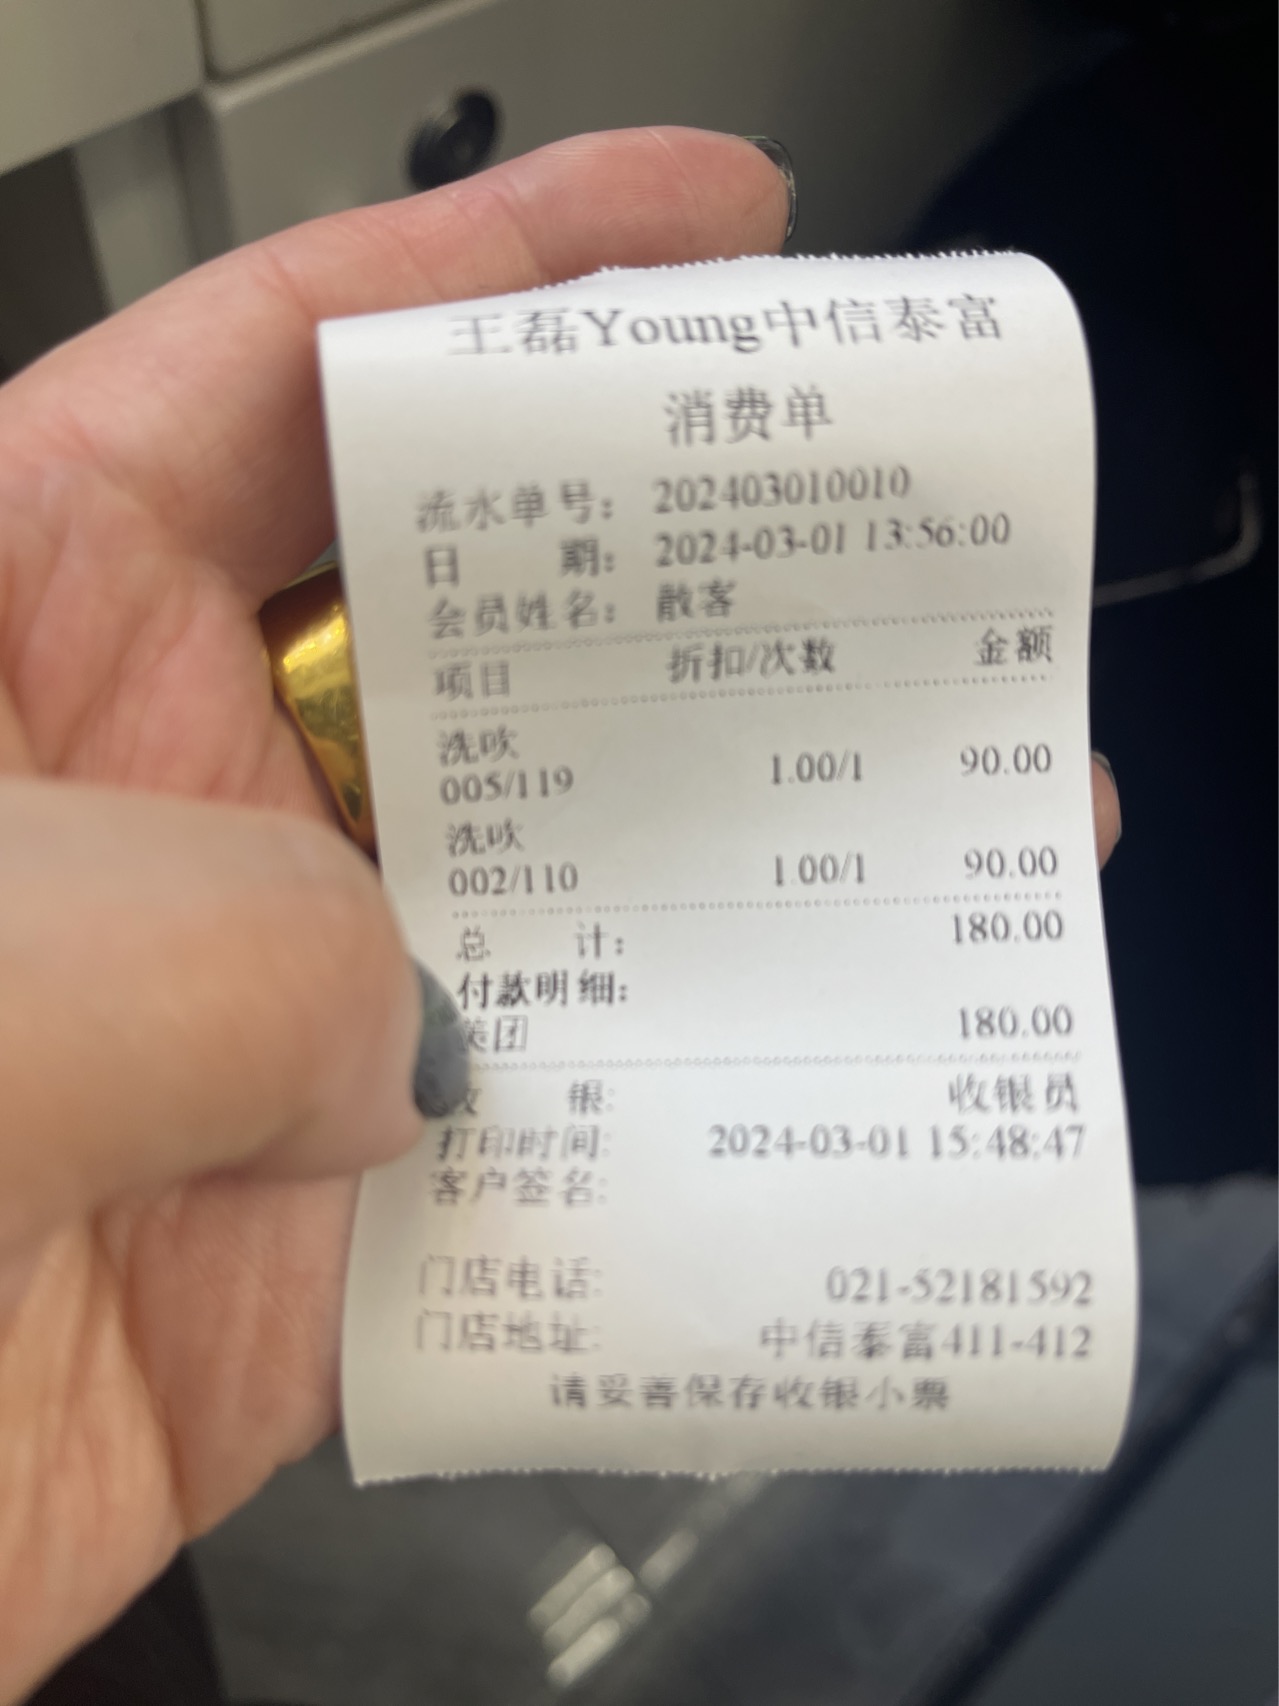 王磊Young中信泰富
消费单
流水单号： 202403010010
日 期： 2024-03-01 13:56:00
会员姓名： 散客
项目 折扣/次数 金额
洗吹
005/119 1.00/1 90.00
洗吹
002/110 1.00/1 90.00
总 计： 180.00
付款明细：
美团 180.00
收 银: 收银员
打印时间: 2024-03-01 15:48:47
客户签名:
门店电话: 021-52181592
门店地址: 中信泰富411-412
请妥善保存收银小票